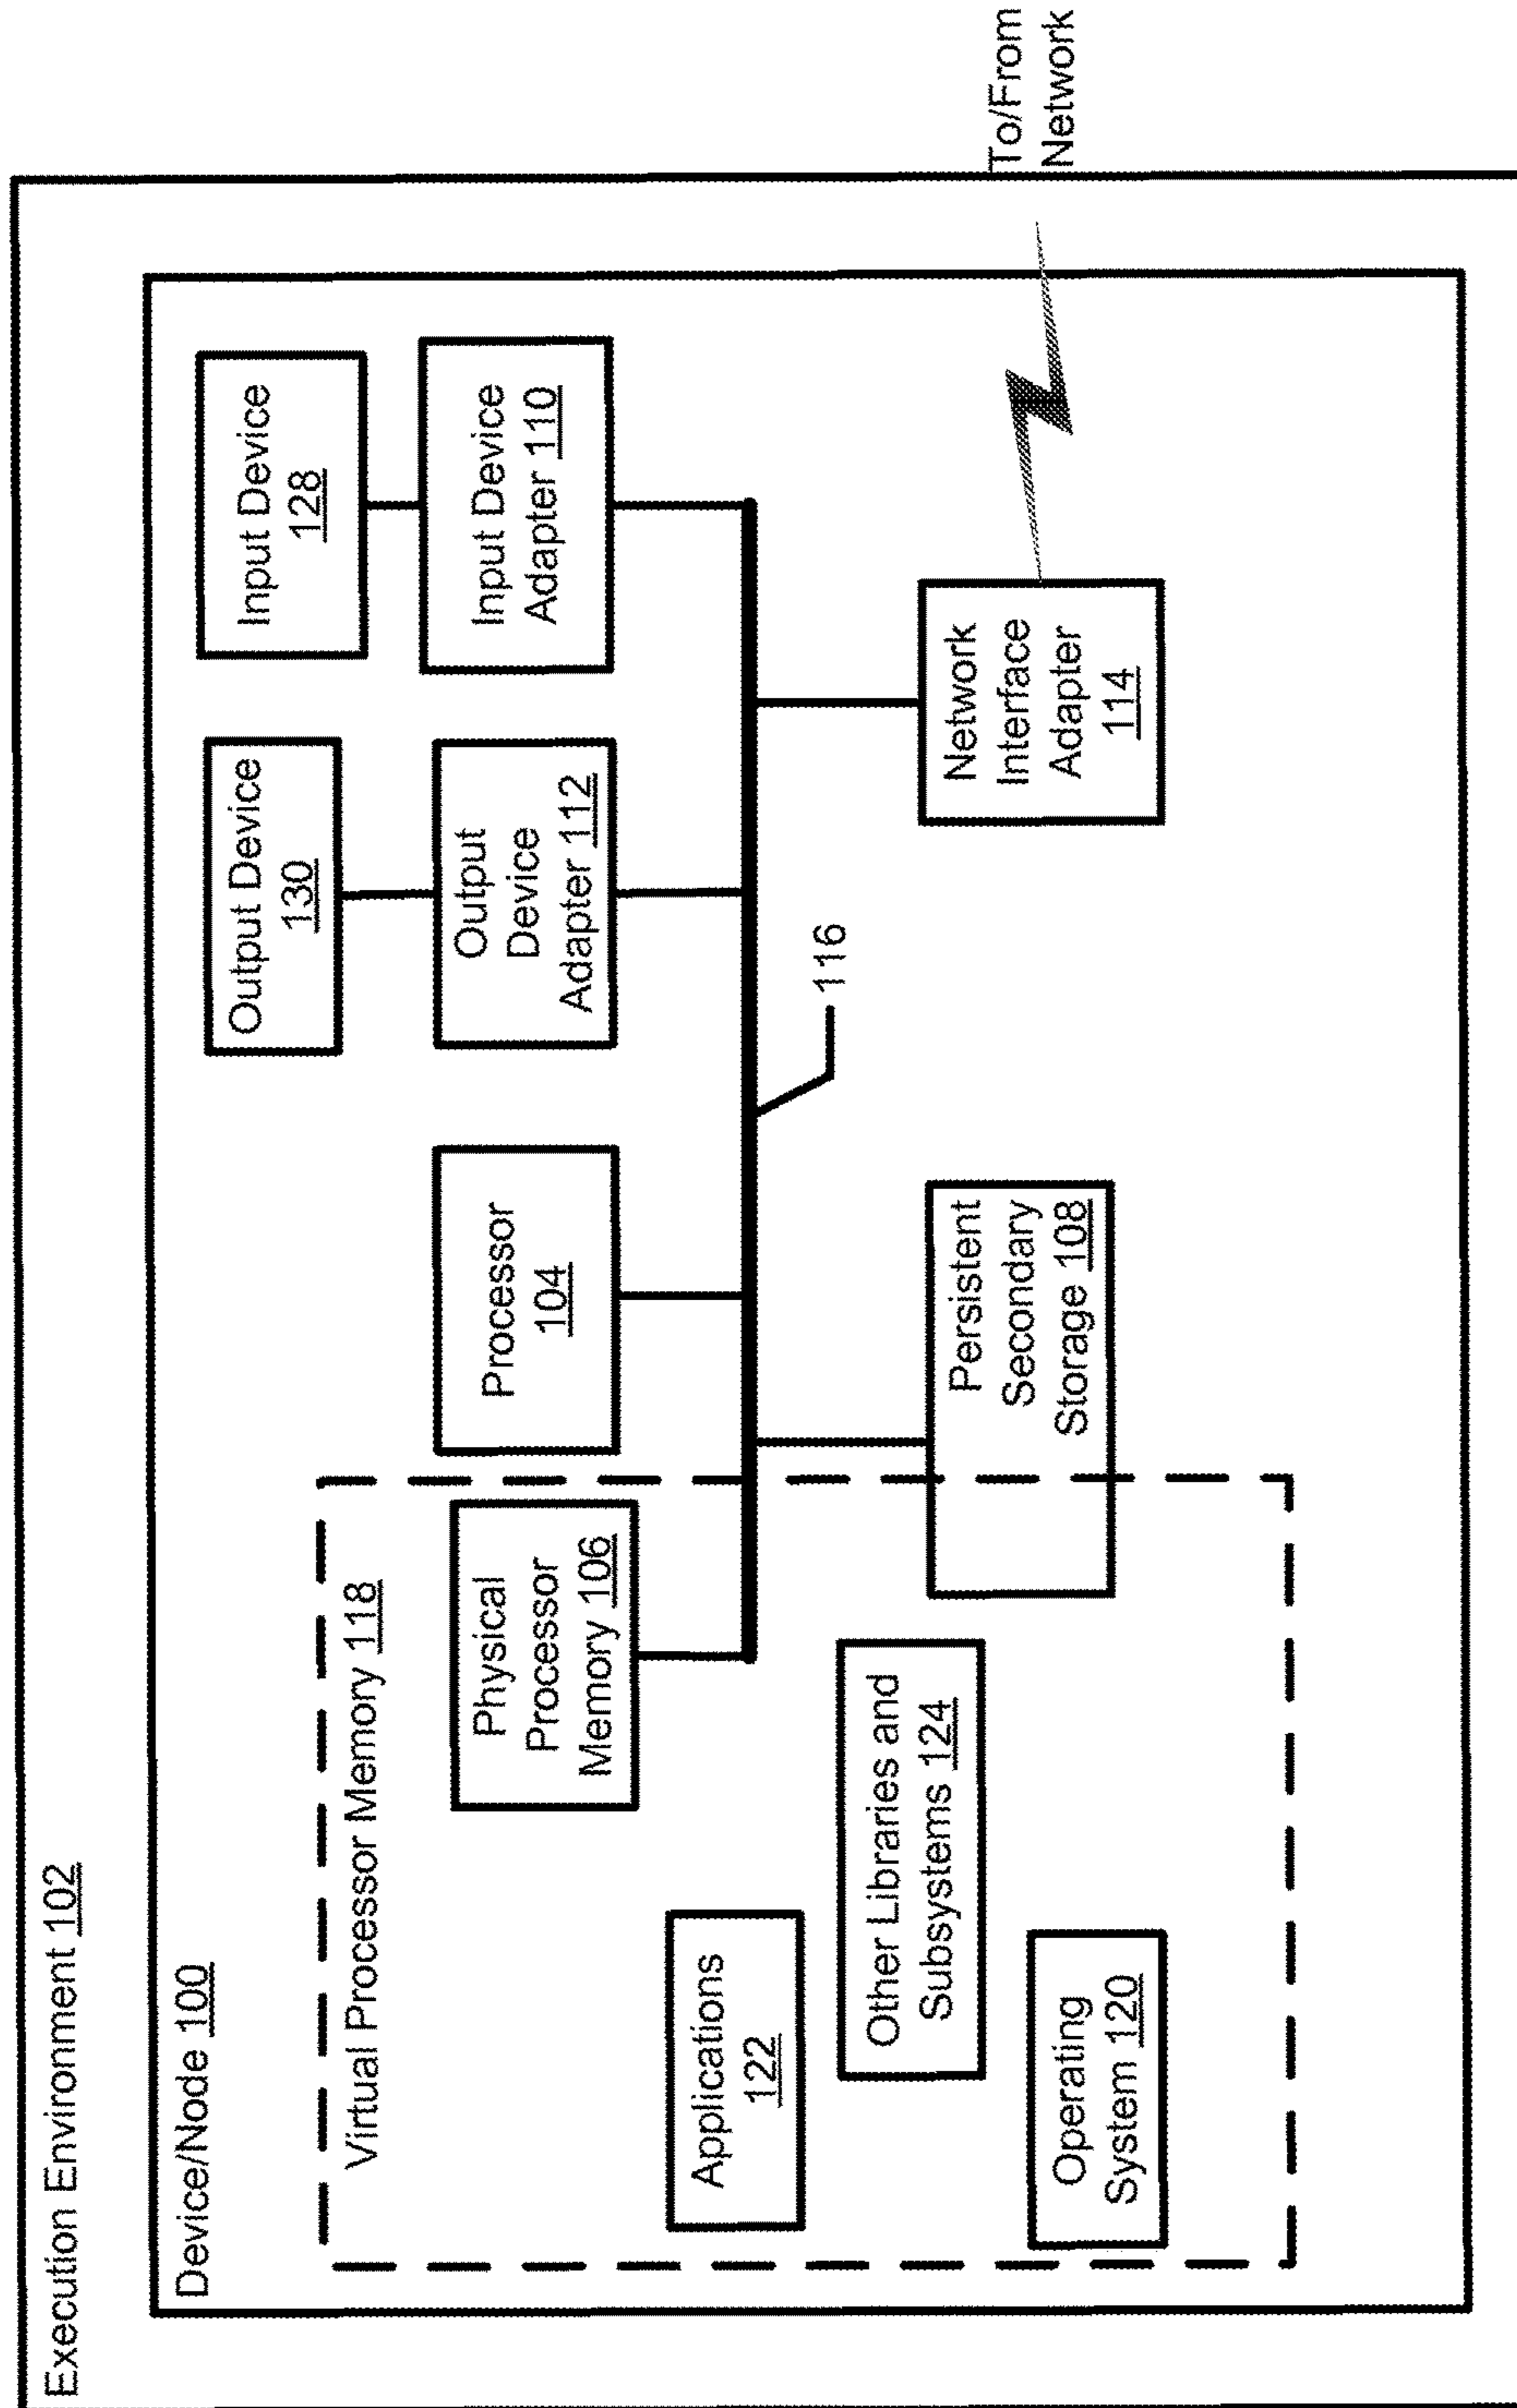 Execution Environment 102
Device/Node 100
Virtual Processor Memory 118
Physical
Processor
Memory 106
Processor
104
Output Device
130
Output
Device
Adapter 112
Input Device
128
Input Device
Adapter 110
Applications
122
Other Libraries and
Subsystems 124
Operating
System 120
Persistent
Secondary
Storage 108
116
Network
Interface
Adapter
114
To/From
Network